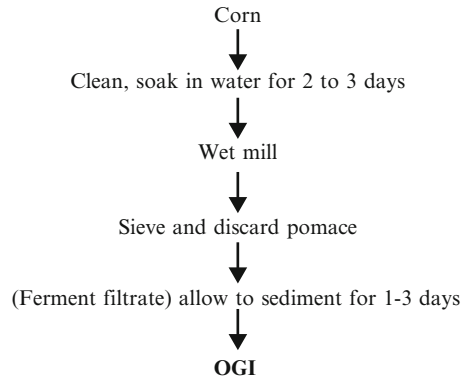 Corn
Clean, soak in water for 2 to 3 days
Wet mill
Sieve and discard pomace
(Ferment filtrate) allow to sediment for 1-3 days
OGI